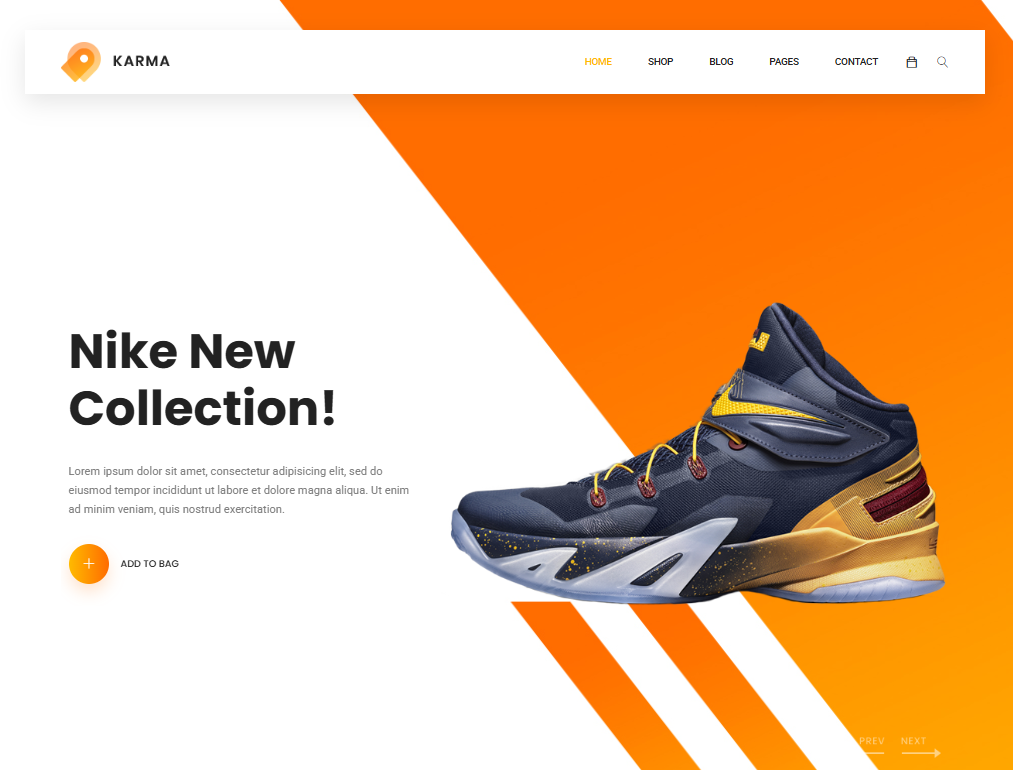 KARMA
HOME SHOP BLOG PAGES CONTACT
Nike New
Collection!
Lorem ipsum dolor sit amet, consectetur adipisicing elit, sed do
eiusmod tempor incididunt ut labore et dolore magna aliqua. Ut enim
ad minim veniam, quis nostrud exercitation.
ADD TO BAG
PREV NEXT